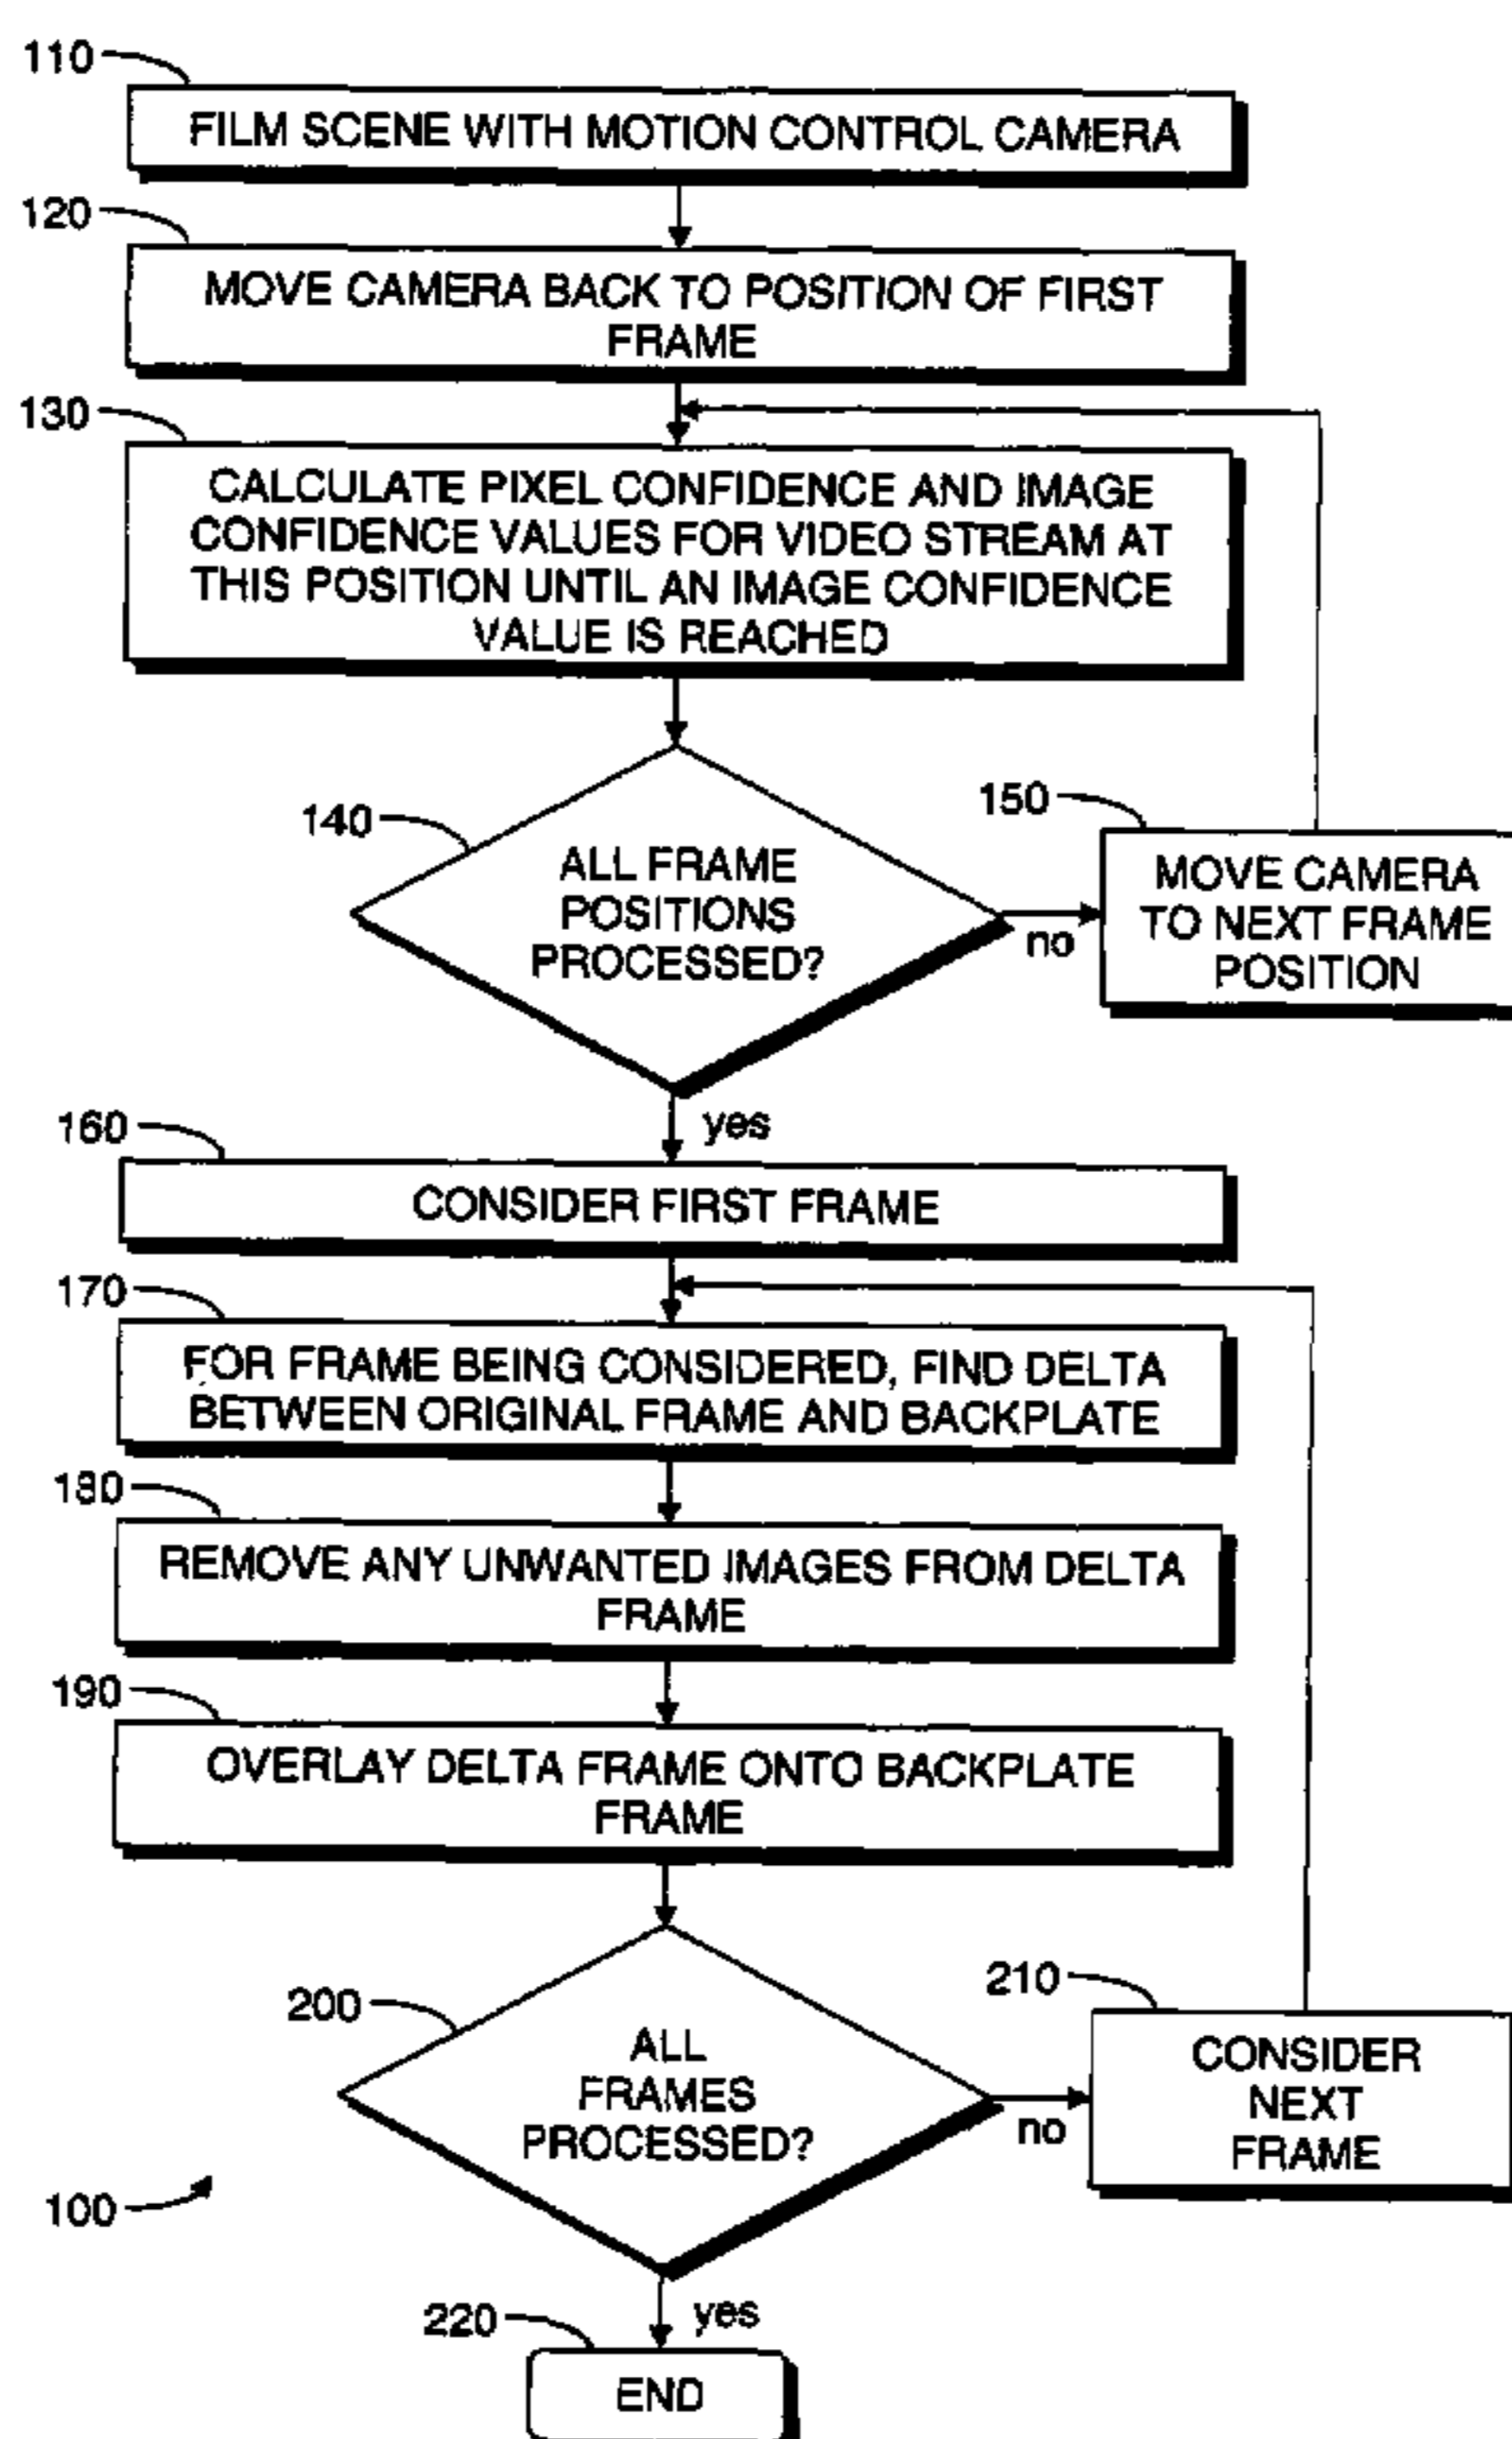 110
FILM SCENE WITH MOTION CONTROL CAMERA
120
MOVE CAMERA BACK TO POSITION OF FIRST
FRAME
130
CALCULATE PIXEL CONFIDENCE AND IMAGE
CONFIDENCE VALUES FOR VIDEO STREAM AT
THIS POSITION UNTIL AN IMAGE CONFIDENCE
VALUE IS REACHED
140
ALL FRAME
POSITIONS
PROCESSED?
no
150
MOVE CAMERA
TO NEXT FRAME
POSITION
yes
160
CONSIDER FIRST FRAME
170
FOR FRAME BEING CONSIDERED, FIND DELTA
BETWEEN ORIGINAL FRAME AND BACKPLATE
180
REMOVE ANY UNWANTED IMAGES FROM DELTA
FRAME
190
OVERLAY DELTA FRAME ONTO BACKPLATE
FRAME
200
ALL
FRAMES
PROCESSED?
no
210
CONSIDER
NEXT
FRAME
100
yes
220
END